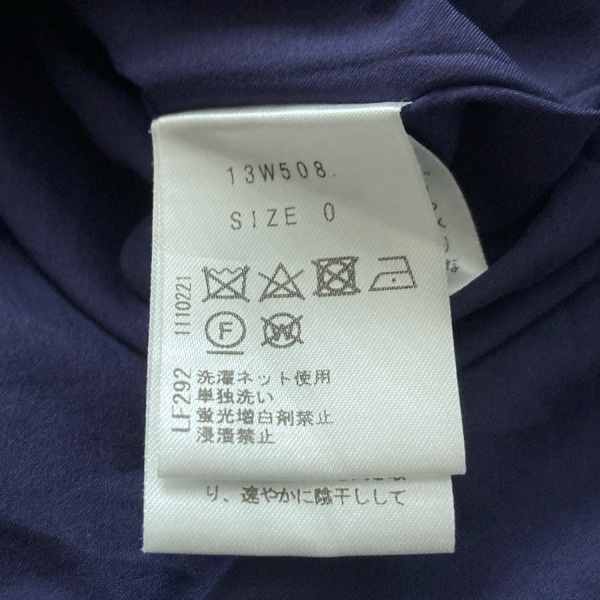 13W508.
SIZE 0
F
W
洗濯ネット使用
単独洗い
蛍光増白剤禁止
浸漬禁止
LF292 1110221
り、速やかに陰干しして